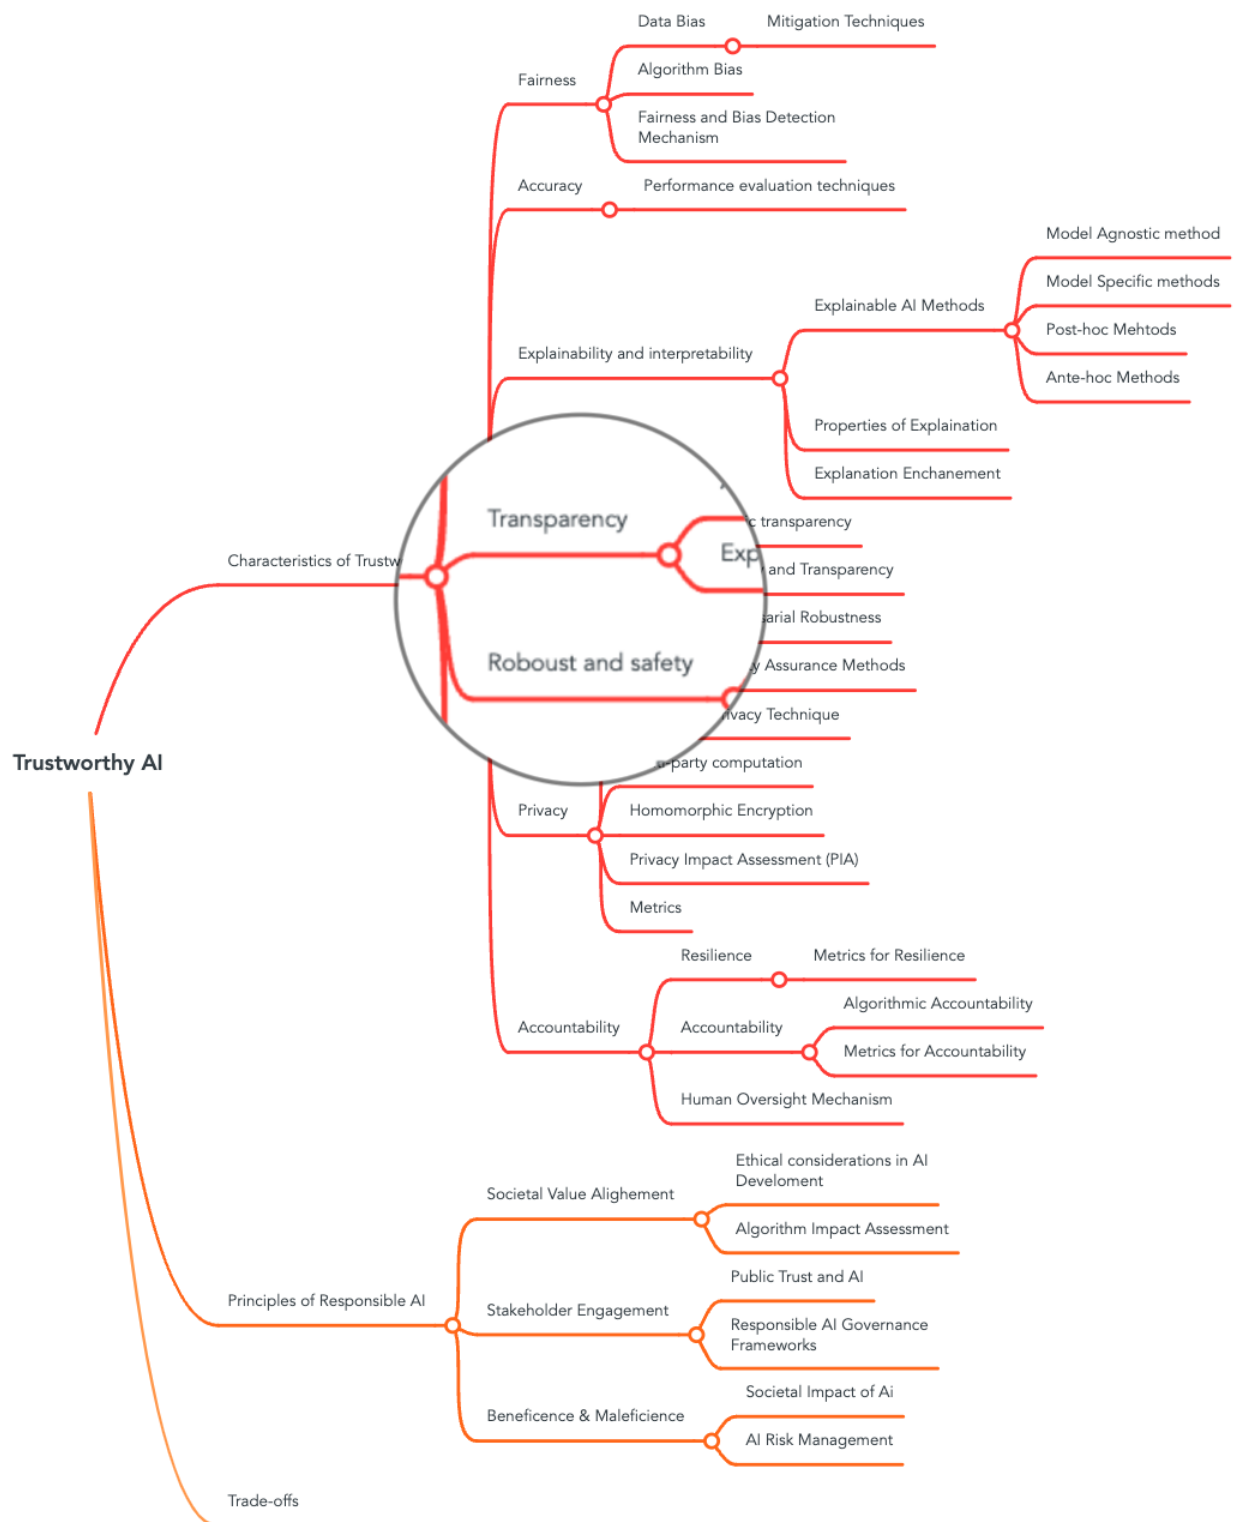 Data Bias
Mitigation Techniques
Algorithm Bias
Fairness
Fairness and Bias Detection
Mechanism
Accuracy
Performance evaluation techniques
Model Agnostic method
Model Specific methods
Explainable AI Methods
Post-hoc Mehtods
Explainability and interpretability
Ante-hoc Methods
Properties of Explaination
Explanation Enchanement
Transparency
transparency
Characteristics of
and Transparency
Robustness
Roboust and safety
Assurance Methods
Technique
Trustworthy AI
-party computation
Privacy
Homomorphic Encryption
Privacy Impact Assessment (PIA)
Metrics
Resilience
Metrics for Resilience
Algorithmic Accountability
Accountability
Accountability
Metrics for Accountability
Human Oversight Mechanism
Ethical considerations in AI
Develoment
Societal Value Alighement
Algorithm Impact Assessment
Public Trust and AI
Principles of Responsible AI
Stakeholder Engagement
Responsible AI Governance
Frameworks
Societal Impact of Ai
Beneficence & Maleficience
AI Risk Management
Trade-offs